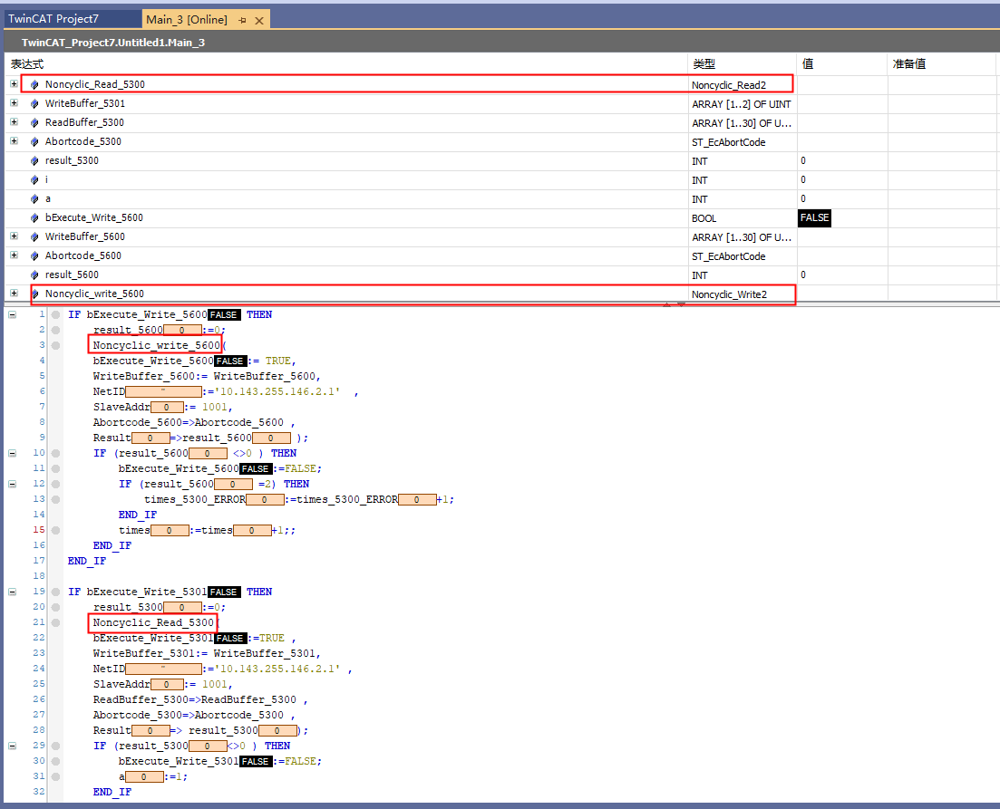 TwinCAT Project7 Main_3 [Online]
TwinCAT_Project7.Untitled1.Main_3
表达式 类型 值 准备值
Noncyclic_Read_5300 Noncyclic_Read2
WriteBuffer_5301 ARRAY [1..2] OF UINT
ReadBuffer_5300 ARRAY [1..30] OF U...
Abortcode_5300 ST_EcAbortCode
result_5300 INT 0
i INT 0
a INT 0
bExecute_Write_5600 BOOL FALSE
WriteBuffer_5600 ARRAY [1..30] OF U...
Abortcode_5600 ST_EcAbortCode
result_5600 INT 0
Noncyclic_write_5600 Noncyclic_Write2
1 IF bExecute_Write_5600 FALSE THEN
2 result_5600 0 :=0;
3 Noncyclic_write_5600(
4 bExecute_Write_5600 FALSE := TRUE,
5 WriteBuffer_5600:= WriteBuffer_5600,
6 NetID '' :='10.143.255.146.2.1' ,
7 SlaveAddr 0 := 1001,
8 Abortcode_5600=>Abortcode_5600 ,
9 Result 0 =>result_5600 0 );
10 IF (result_5600 0 <>0 ) THEN
11 bExecute_Write_5600 FALSE :=FALSE;
12 IF (result_5600 0 =2) THEN
13 times_5300_ERROR 0 :=times_5300_ERROR 0 +1;
14 END_IF
15 times 0 :=times 0 +1;;
16 END_IF
17 END_IF
18
19 IF bExecute_Write_5301 FALSE THEN
20 result_5300 0 :=0;
21 Noncyclic_Read_5300(
22 bExecute_Write_5301 FALSE :=TRUE ,
23 WriteBuffer_5301:= WriteBuffer_5301,
24 NetID '' :='10.143.255.146.2.1' ,
25 SlaveAddr 0 := 1001,
26 ReadBuffer_5300=>ReadBuffer_5300 ,
27 Abortcode_5300=>Abortcode_5300 ,
28 Result 0 => result_5300 0 );
29 IF (result_5300 0 <>0 ) THEN
30 bExecute_Write_5301 FALSE :=FALSE;
31 a 0 :=1;
32 END_IF